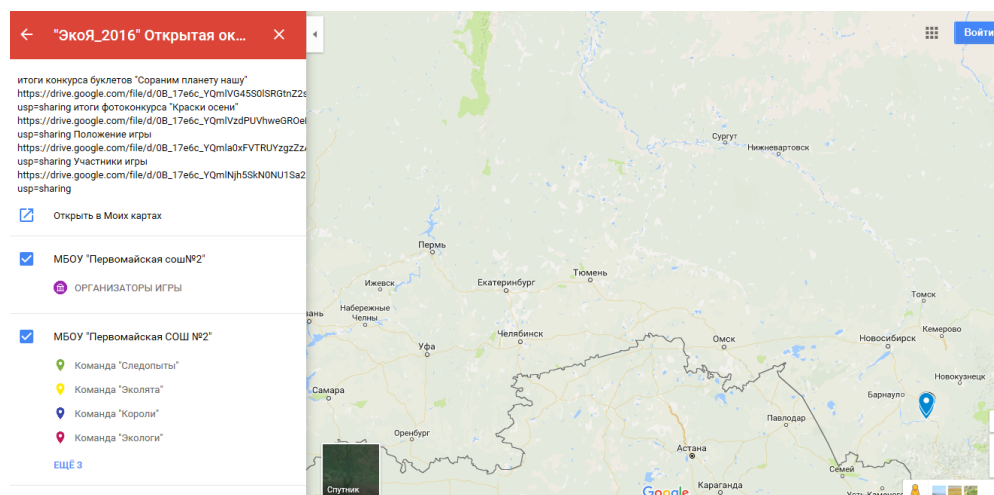 "ЭкоЯ_2016" Открытая ок...
итоги конкурса буклетов "Сораним планету нашу"
https://drive.google.com/file/d/0B_17e6c_YQmlVG45S0lSRGtnZ2s
usp=sharing итоги фотоконкурса "Краски осени"
https://drive.google.com/file/d/0B_17e6c_YQmlVzdPUVhweGROel
usp=sharing Положение игры
https://drive.google.com/file/d/0B_17e6c_YQmla0xFVTRUYzgzZz
usp=sharing Участники игры
https://drive.google.com/file/d/0B_17e6c_YQmlNjh5SkN0NU1Sa2
usp=sharing
Открыть в Моих картах
МБОУ "Первомайская сош№2"
ОРГАНИЗАТОРЫ ИГРЫ
МБОУ "Первомайская СОШ №2"
Команда "Следопыты"
Команда "Эколята"
Команда "Короли"
Команда "Экологи"
ЕЩЁ 3
Войти
Сургут
Нижневартовск
Пермь
Ижевск
Екатеринбург
Тюмень
Томск
Набережные
Челны
зань
Челябинск
Омск
Новосибирск
Кемерово
Уфа
Новокузнецк
Самара
Барнаул
Павлодар
Оренбург
Астана
Семей
Караганда
Усть-Каменог
Спутник
Google